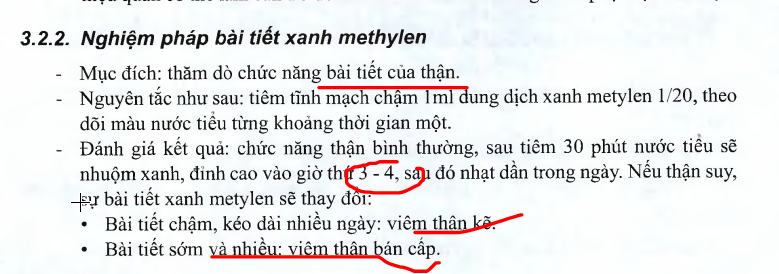 3.2.2. Nghiệm pháp bài tiết xanh methylen
- Mục đích: thăm dò chức năng bài tiết của thận.
- Nguyên tắc như sau: tiêm tĩnh mạch chậm 1ml dung dịch xanh metylen 1/20, theo
dõi màu nước tiểu từng khoảng thời gian một.
- Đánh giá kết quả: chức năng thận bình thường, sau tiêm 30 phút nước tiểu sẽ
nhuộm xanh, đỉnh cao vào giờ thứ 3 - 4, sau đó nhạt dần trong ngày. Nếu thận suy,
sự bài tiết xanh metylen sẽ thay đổi:
• Bài tiết chậm, kéo dài nhiều ngày: viêm thận kẽ.
• Bài tiết sớm và nhiều: viêm thận bán cấp.